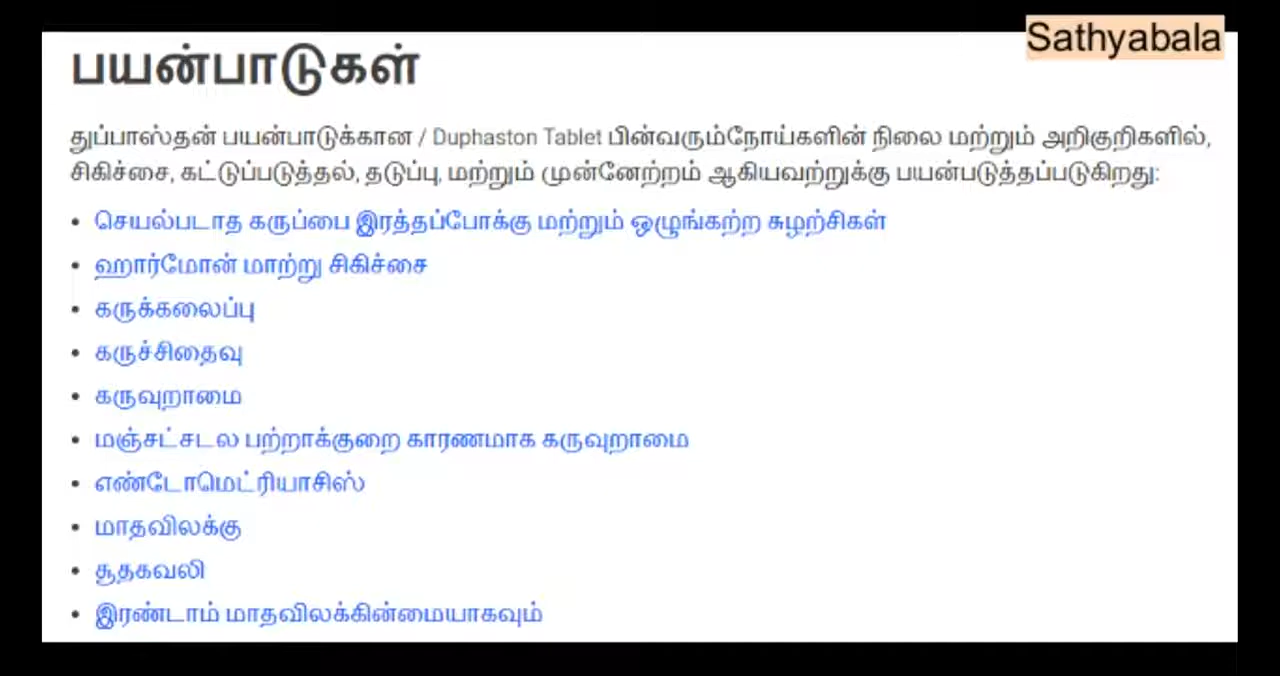 Sathyabala
பயன்பாடுகள்
துப்பாஸ்தன் பயன்பாடுக்கான / Duphaston Tablet பின்வரும்நோய்களின் நிலை மற்றும் அறிகுறிகளில்,
சிகிச்சை, கட்டுப்படுத்தல், தடுப்பு, மற்றும் முன்னேற்றம் ஆகியவற்றுக்கு பயன்படுத்தப்படுகிறது:
• செயல்படாத கருப்பை இரத்தப்போக்கு மற்றும் ஒழுங்கற்ற சுழற்சிகள்
• ஹார்மோன் மாற்று சிகிச்சை
• கருக்கலைப்பு
• கருச்சிதைவு
• கருவுறாமை
• மஞ்சட்சடல பற்றாக்குறை காரணமாக கருவுறாமை
• எண்டோமெட்ரியாசிஸ்
• மாதவிலக்கு
• சூதகவலி
• இரண்டாம் மாதவிலக்கின்மையாகவும்